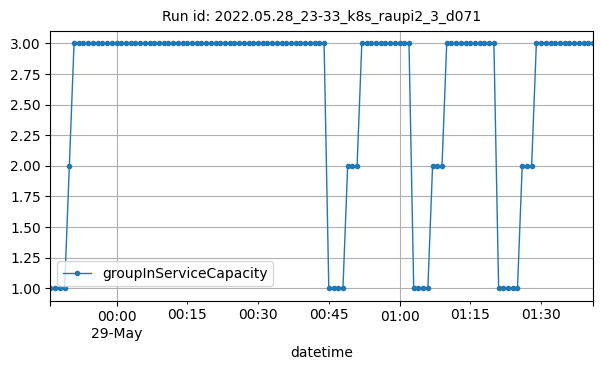 Run id: 2022.05.28_23-33_k8s_raupi2_3_d071
3.00
2.75
2.50
2.25
2.00
1.75
1.50
1.25
1.00
groupInServiceCapacity
00:00 00:15 00:30 00:45 01:00 01:15 01:30
29-May
datetime